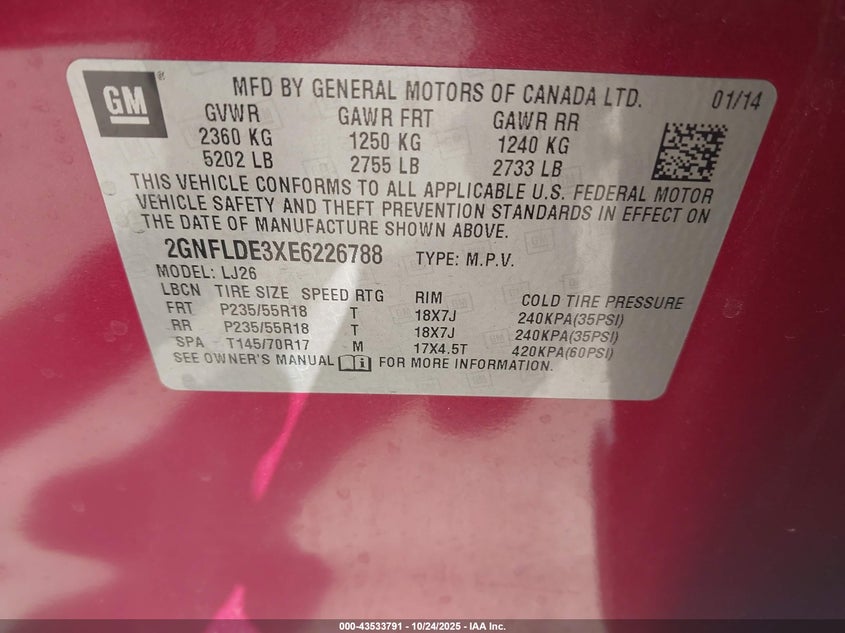 GM ®
MFD BY GENERAL MOTORS OF CANADA LTD. 01/14
GVWR GAWR FRT GAWR RR
2360 KG 1250 KG 1240 KG
5202 LB 2755 LB 2733 LB
THIS VEHICLE CONFORMS TO ALL APPLICABLE U.S. FEDERAL MOTOR
VEHICLE SAFETY AND THEFT PREVENTION STANDARDS IN EFFECT ON
THE DATE OF MANUFACTURE SHOWN ABOVE.
2GNFLDE3XE6226788 TYPE: M.P.V.
MODEL: LJ26
LBCN TIRE SIZE SPEED RTG RIM COLD TIRE PRESSURE
FRT P235/55R18 T 18X7J 240KPA(35PSI)
RR P235/55R18 T 18X7J 240KPA(35PSI)
SPA T145/70R17 M 17X4.5T 420KPA(60PSI)
SEE OWNER'S MANUAL FOR MORE INFORMATION.
000-43533791 - 10/24/2025 - IAA Inc.